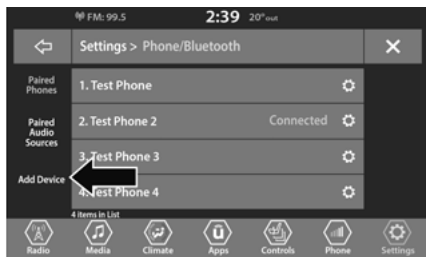 FM: 99.5 2:39 20°out
Settings > Phone/Bluetooth
Paired
Phones
1. Test Phone
Paired
Audio
Sources
2. Test Phone 2 Connected
3. Test Phone 3
Add Device
4. Test Phone 4
4 Items in List
Radio Media Climate Apps Controls Phone Settings